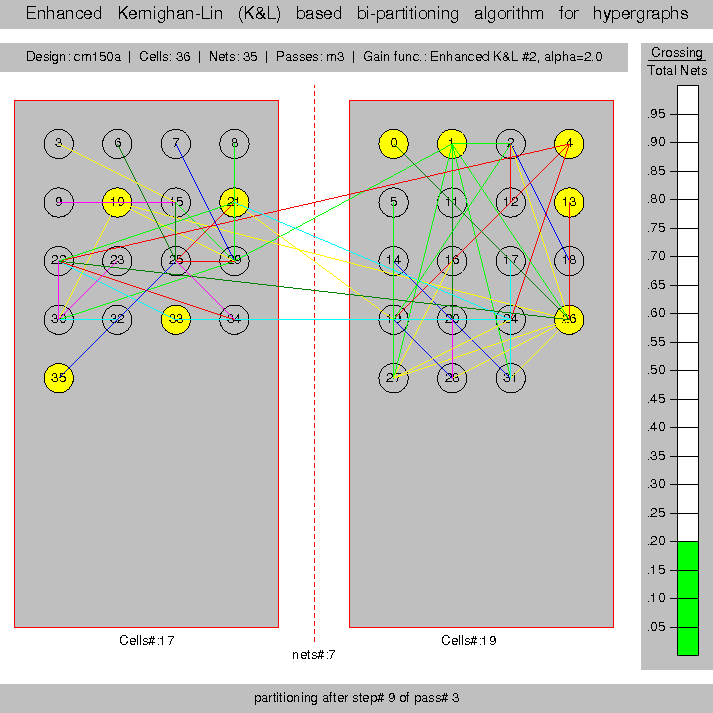 Enhanced Kernighan-Lin (K&L) based bi-partitioning algorithm for hypergraphs
Design: cm150a | Cells: 36 | Nets: 35 | Passes: m3 | Gain func.: Enhanced K&L #2, alpha=2.0
Crossing
Total Nets
.95
.90
.85
.80
.75
.70
.65
.60
.55
.50
.45
.40
.35
.30
.25
.20
.15
.10
.05
3 6 7 8
9 10 15 21
22 23 25 29
30 32 33 34
35
0 1 2 4
5 11 12 13
14 16 17 18
19 20 24 26
27 31
Cells#:17
nets#:7
Cells#:19
partitioning after step# 9 of pass# 3